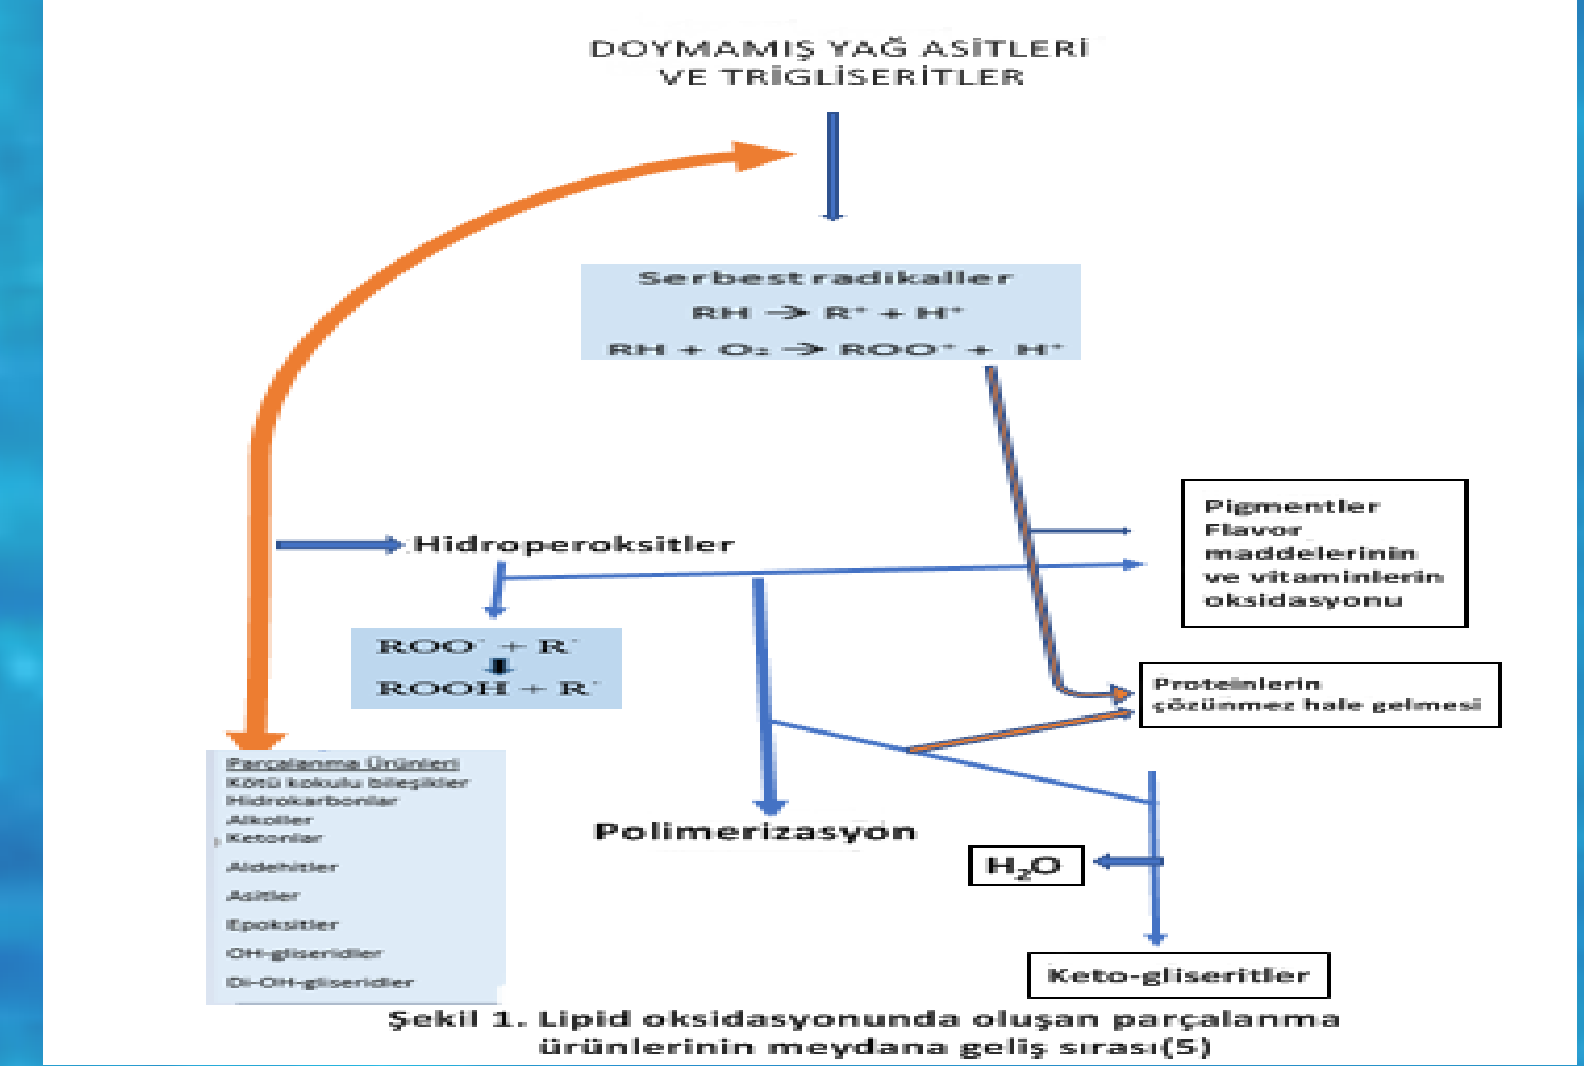 DOYMAMIŞ YAĞ ASİTLERİ
VE TRİGLİSERİTLER
Serbest radikaller
RH → R⁺ + H⁺
RH + O₂ → ROO⁺ + H⁺
Pigmentler
Flavor
maddelerinin
ve vitaminlerin
oksidasyonu
Hidroperoksitler
ROO˙ + R˙
ROOH + R˙
Proteinlerin
çözünmez hale gelmesi
Parçalanma Ürünleri
Kötü kokulu bileşikler
Hidrokarbonlar
Alkoller
Ketonlar
Aldehitler
Asitler
Epoksitler
OH-gliseridler
Di-OH-gliseridler
Polimerizasyon
H₂O
Keto-gliseritler
Şekil 1. Lipid oksidasyonunda oluşan parçalanma
ürünlerinin meydana geliş sırası(5)